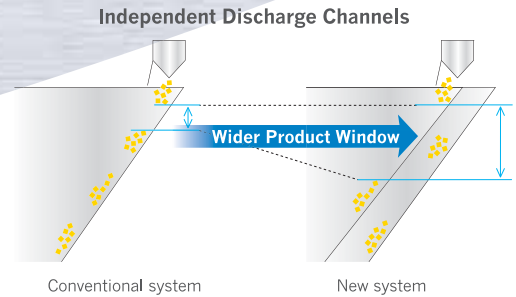 Independent Discharge Channels
Wider Product Window
Conventional system
New system